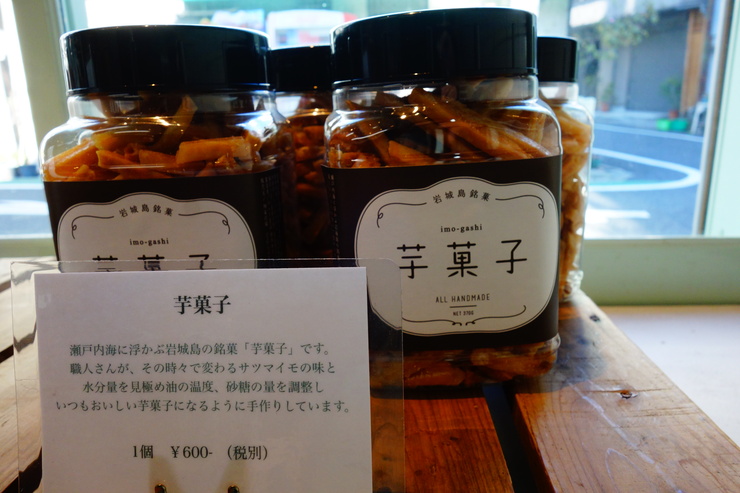 岩城島銘菓
imo-gashi
芋菓子
岩城島銘菓
imo-gashi
芋菓子
ALL HANDMADE
芋菓子
瀬戸内海に浮かぶ岩城島の銘菓「芋菓子」です。
職人さんが、その時々で変わるサツマイモの味と
水分量を見極め油の温度、砂糖の量を調整し
いつもおいしい芋菓子になるように手作りしています。
1個 ¥600-（税別）